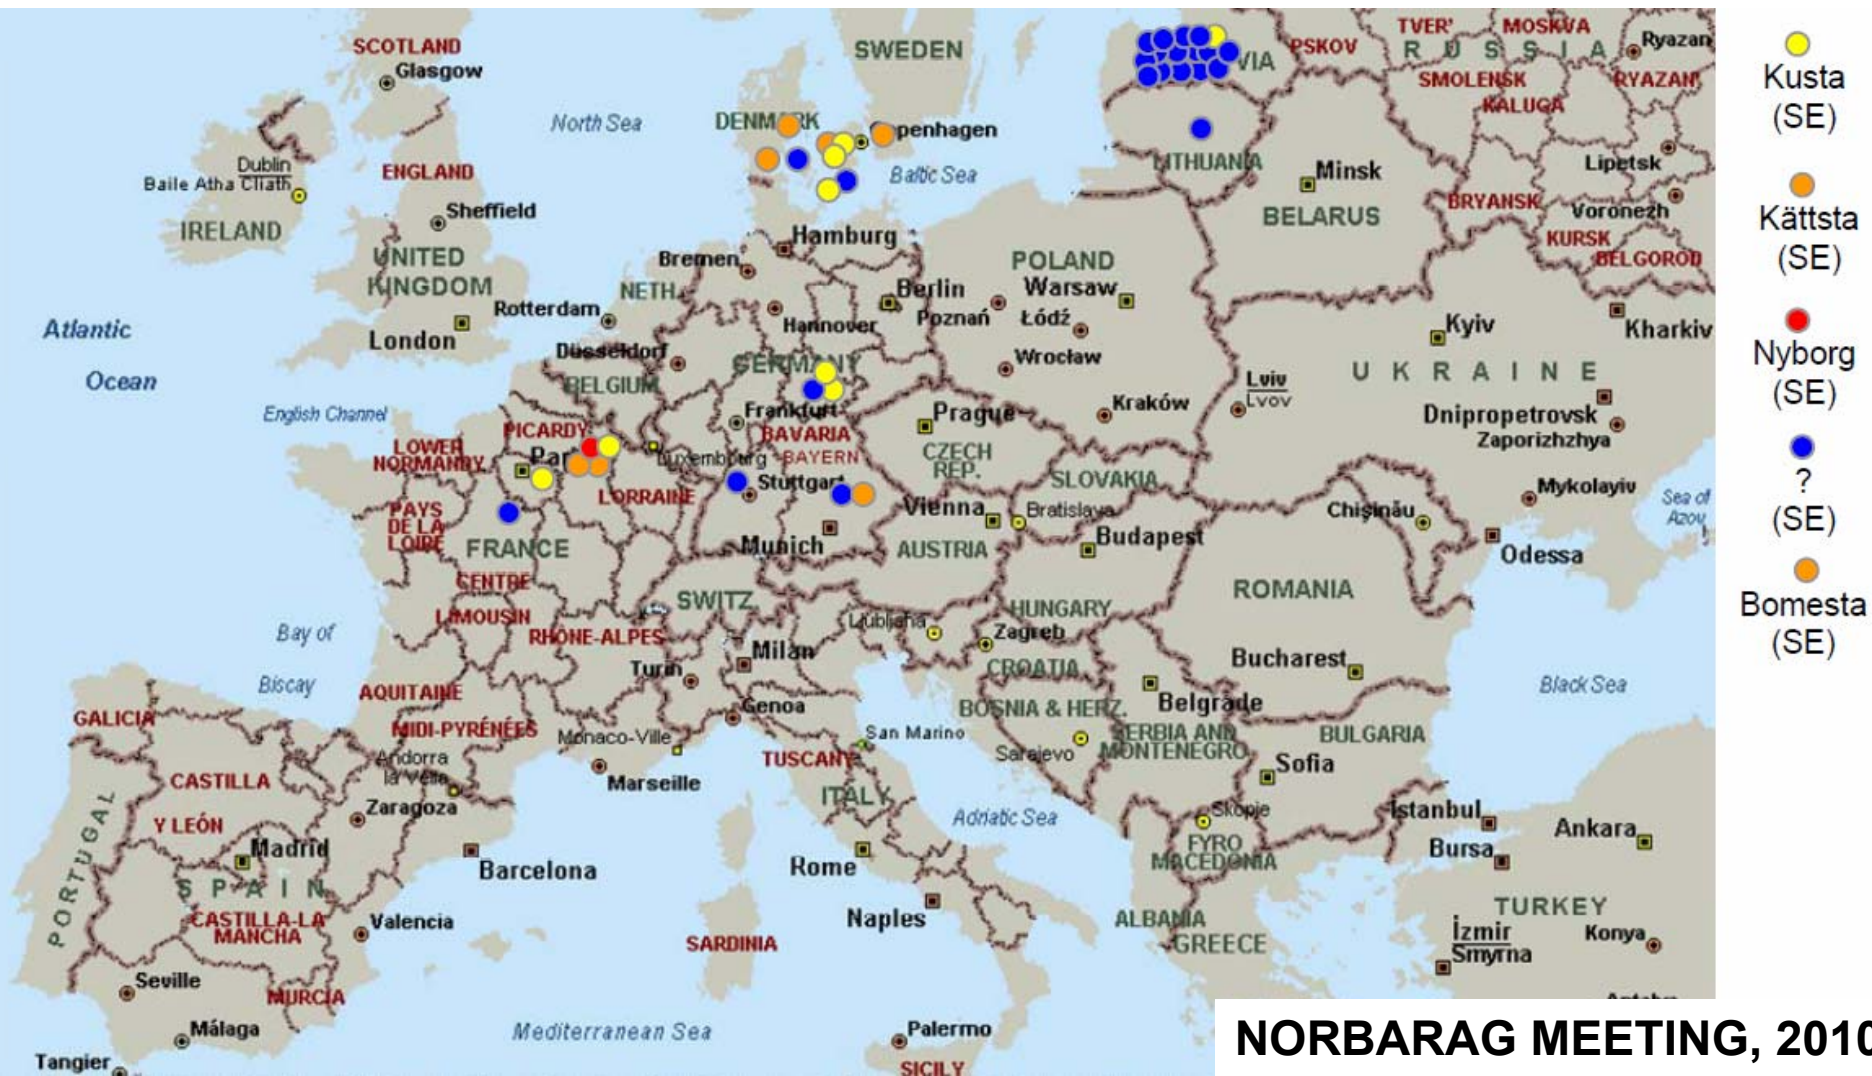 SCOTLAND
Glasgow
SWEDEN
VIA
PSKOV
TVER'
MOSKVA
RUSSIA
Ryazan
SMOLENSK
RYAZAN'
KALUGA
North Sea
DENMARK
penhagen
Baltic Sea
LITHUANIA
Minsk
Lipetsk
Dublin
Baile Atha Cliath
ENGLAND
BRYANSK
Voronezh
IRELAND
Sheffield
BELARUS
KURSK
BELGOROD
UNITED
KINGDOM
Hamburg
Bremen
NETH.
Berlin
POLAND
Warsaw
Rotterdam
Hannover
Poznań
Łódź
Kyiv
Kharkiv
Atlantic
Ocean
London
Düsseldorf
GERMANY
Wrocław
UKRAINE
BELGIUM
Lviv
Lvov
English Channel
Frankfurt
Prague
Kraków
Dnipropetrovsk
Zaporizhzhya
PICARDY
BAVARIA
BAYERN
LOWER
NORMANDY
Par
Luxembourg
CZECH
REP.
SLOVAKIA
LORRAINE
Stuttgart
Vienna
Bratislava
Chişinău
Mykolayiv
Sea of
Azov
PAYS
DE LA
LOIRE
FRANCE
Munich
AUSTRIA
Budapest
Odessa
CENTRE
SWITZ.
HUNGARY
ROMANIA
LIMOUSIN
RHONE-ALPES
Ljubljana
Zagreb
Bay of
Biscay
Turin
Milan
CROATIA
Bucharest
Black Sea
AQUITAINE
Genoa
BOSNIA & HERZ.
Belgrade
GALICIA
MIDI-PYRÉNÉES
Monaco-Ville
San Marino
Sarajevo
SERBIA AND
MONTENEGRO
BULGARIA
Andorra
la Vella
Marseille
TUSCANY
Sofia
CASTILLA
Y LEÓN
Zaragoza
ITALY
Adriatic Sea
Skopje
Istanbul
Ankara
PORTUGAL
Madrid
Barcelona
Rome
FYRO
MACEDONIA
Bursa
SPAIN
Naples
ALBANIA
GREECE
TURKEY
CASTILLA-LA
MANCHA
Valencia
SARDINIA
İzmir
Smyrna
Konya
Seville
MURCIA
Málaga
Mediterranean Sea
Palermo
SICILY
Tangier
Kusta
(SE)
Kättsta
(SE)
Nyborg
(SE)
?
(SE)
Bomesta
(SE)
NORBARAG MEETING, 2010